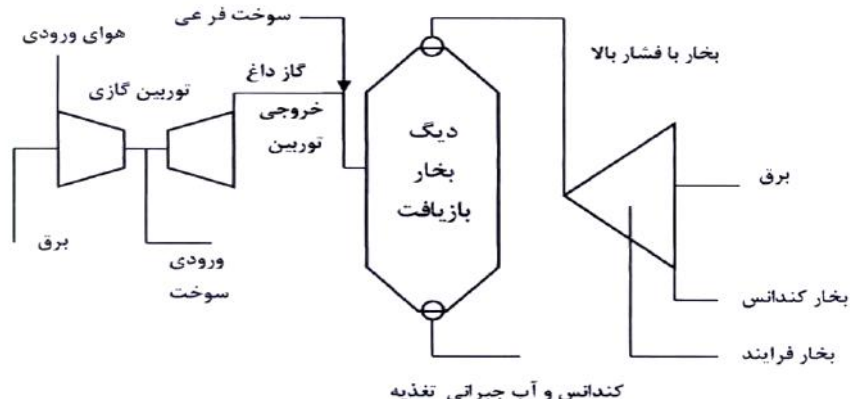 سوخت فرعی
هوای ورودی
بخار با فشار بالا
گاز داغ
توربین گازی
خروجی
توربین
دیگ
بخار
بازیافت
برق
برق
ورودی
سوخت
بخار کندانس
بخار فرایند
کندانس و آب جبرانی تغذیه